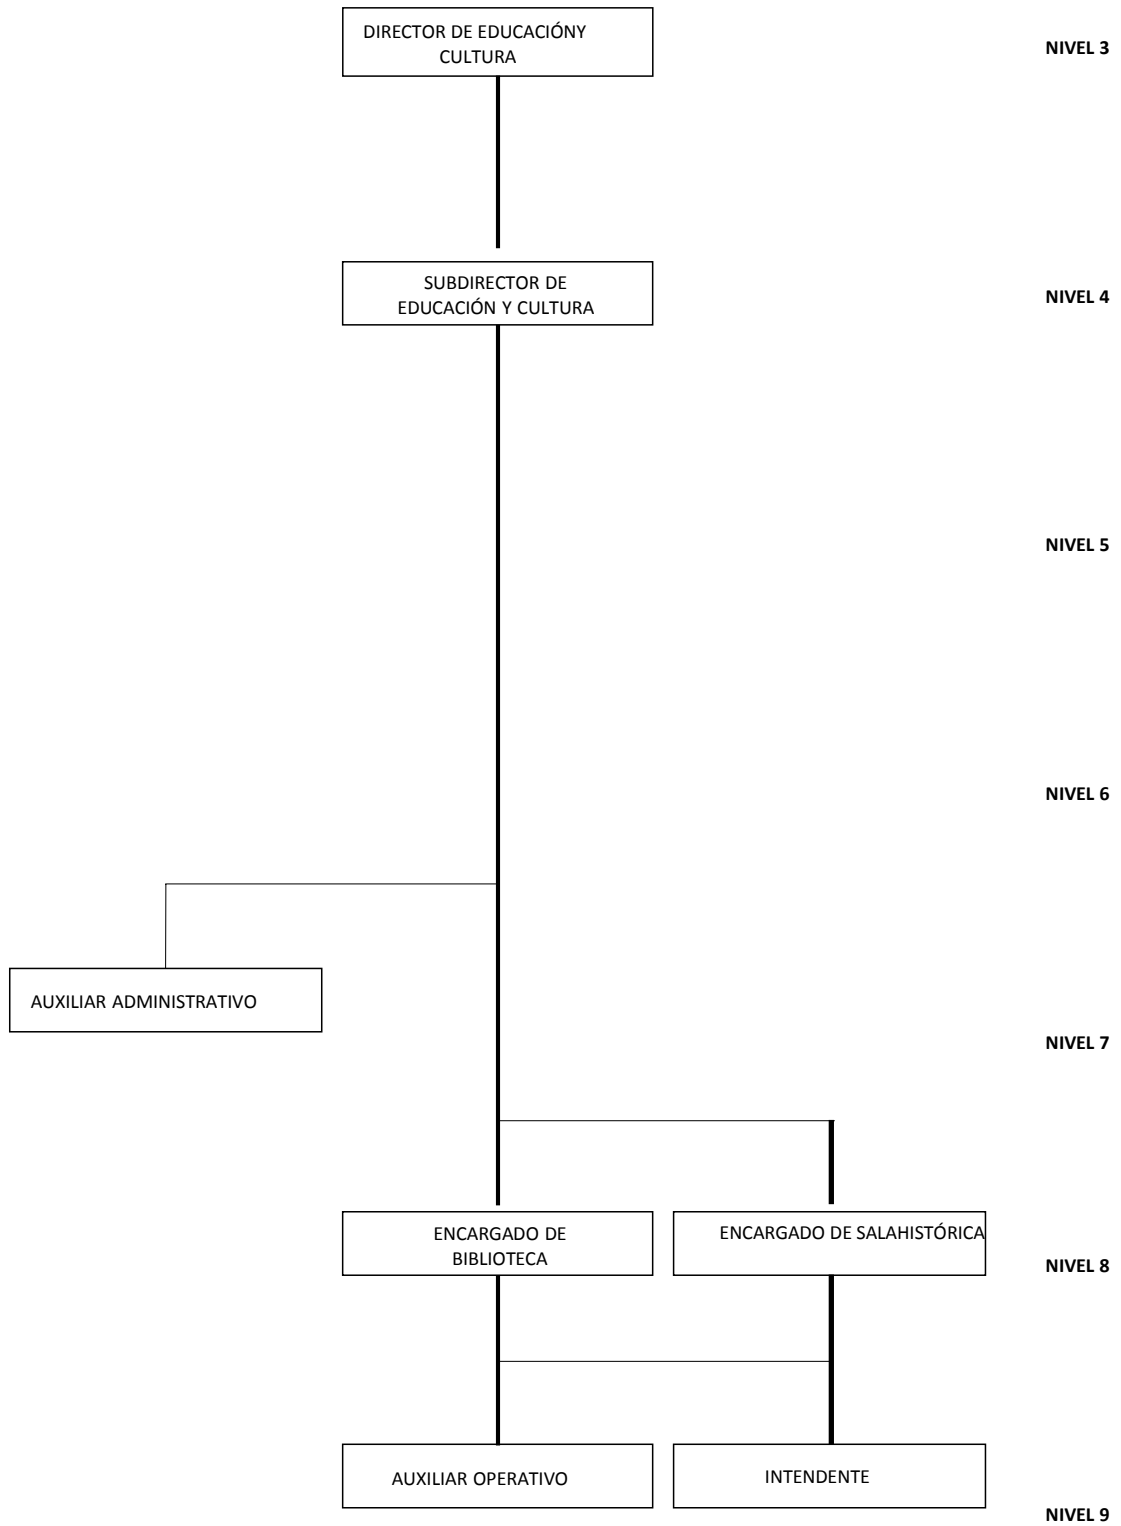 DIRECTOR DE EDUCACIÓNY
CULTURA
NIVEL 3
SUBDIRECTOR DE
EDUCACIÓN Y CULTURA
NIVEL 4
NIVEL 5
NIVEL 6
AUXILIAR ADMINISTRATIVO
NIVEL 7
ENCARGADO DE
BIBLIOTECA
ENCARGADO DE SALAHISTÓRICA
NIVEL 8
AUXILIAR OPERATIVO
INTENDENTE
NIVEL 9